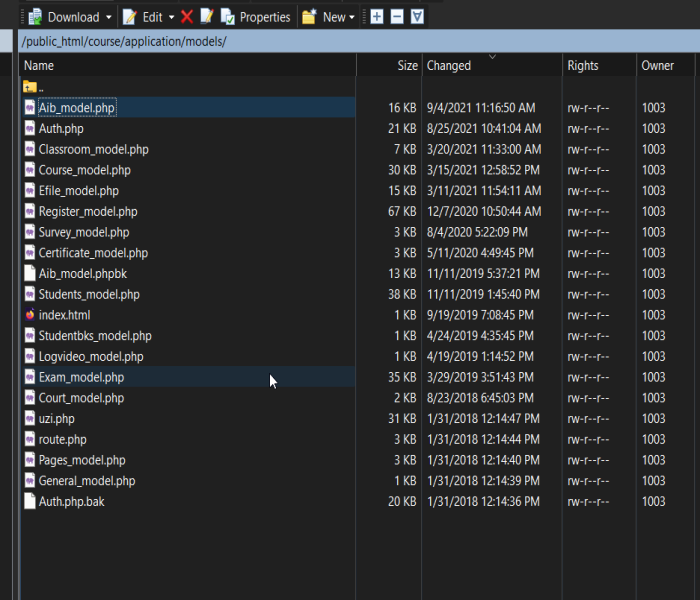 Download Edit Properties New
/public_html/course/application/models/
Name Size Changed Rights Owner
..
Aib_model.php 16 KB 9/4/2021 11:16:50 AM rw-r--r-- 1003
Auth.php 21 KB 8/25/2021 10:41:04 AM rw-r--r-- 1003
Classroom_model.php 7 KB 3/20/2021 11:33:00 AM rw-r--r-- 1003
Course_model.php 30 KB 3/15/2021 12:58:52 PM rw-r--r-- 1003
Efile_model.php 15 KB 3/11/2021 11:54:11 AM rw-r--r-- 1003
Register_model.php 67 KB 12/7/2020 10:50:44 AM rw-r--r-- 1003
Survey_model.php 3 KB 8/4/2020 5:22:09 PM rw-r--r-- 1003
Certificate_model.php 3 KB 5/11/2020 4:49:45 PM rw-r--r-- 1003
Aib_model.phpbk 13 KB 11/11/2019 5:37:21 PM rw-r--r-- 1003
Students_model.php 38 KB 11/11/2019 1:45:40 PM rw-r--r-- 1003
index.html 1 KB 9/19/2019 7:08:45 PM rw-r--r-- 1003
Studentbks_model.php 1 KB 4/24/2019 4:35:45 PM rw-r--r-- 1003
Logvideo_model.php 1 KB 4/19/2019 1:14:52 PM rw-r--r-- 1003
Exam_model.php 35 KB 3/29/2019 3:51:43 PM rw-r--r-- 1003
Court_model.php 2 KB 8/23/2018 6:45:03 PM rw-r--r-- 1003
uzi.php 31 KB 1/31/2018 12:14:47 PM rw-r--r-- 1003
route.php 3 KB 1/31/2018 12:14:44 PM rw-r--r-- 1003
Pages_model.php 3 KB 1/31/2018 12:14:40 PM rw-r--r-- 1003
General_model.php 1 KB 1/31/2018 12:14:39 PM rw-r--r-- 1003
Auth.php.bak 20 KB 1/31/2018 12:14:36 PM rw-r--r-- 1003